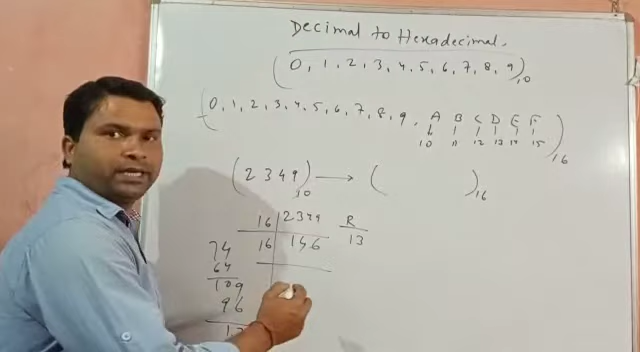 Decimal to Hexadecimal.
(0, 1, 2, 3, 4, 5, 6, 7, 8, 9)10
(0, 1, 2, 3, 4, 5, 6, 7, 8, 9, A B C D E F)16
10 11 12 13 14 15
(2349)10 → ( )16
16 2349 R
16 146 13
74
64
109
96